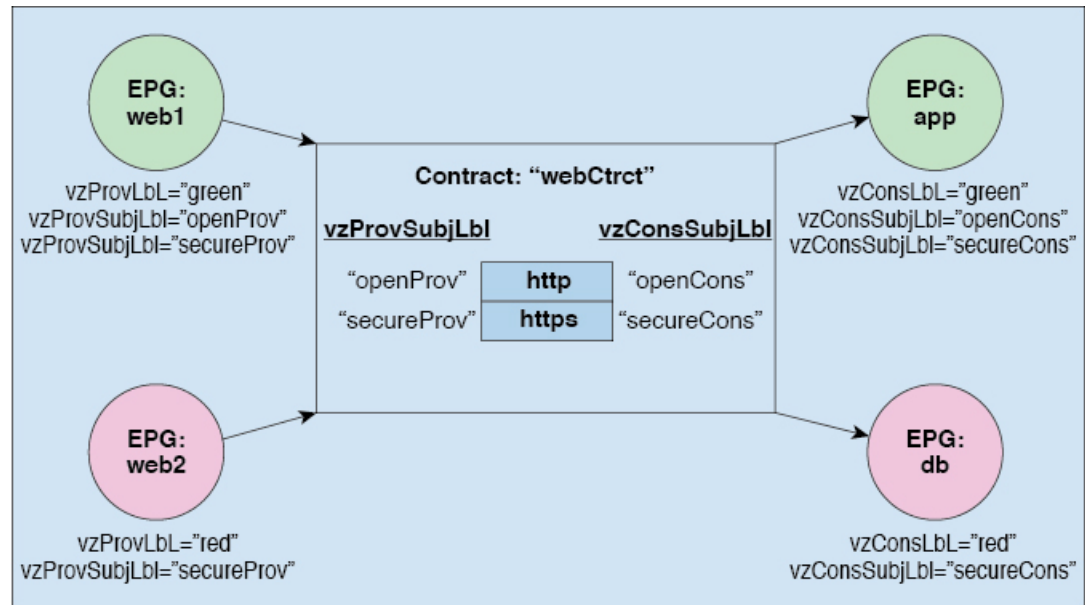 EPG:
web1
vzProvLbL=”green”
vzProvSubjLbl=”openProv”
vzProvSubjLbl=”secureProv”
EPG:
app
vzConsLbL=”green”
vzConsSubjLbl=”openCons”
vzConsSubjLbl=”secureCons”
Contract: “webCtrct”
vzProvSubjLbl vzConsSubjLbl
“openProv” http “openCons”
“secureProv” https “secureCons”
EPG:
web2
vzProvLbL=”red”
vzProvSubjLbl=”secureProv”
EPG:
db
vzConsLbL=”red”
vzConsSubjLbl=”secureCons”